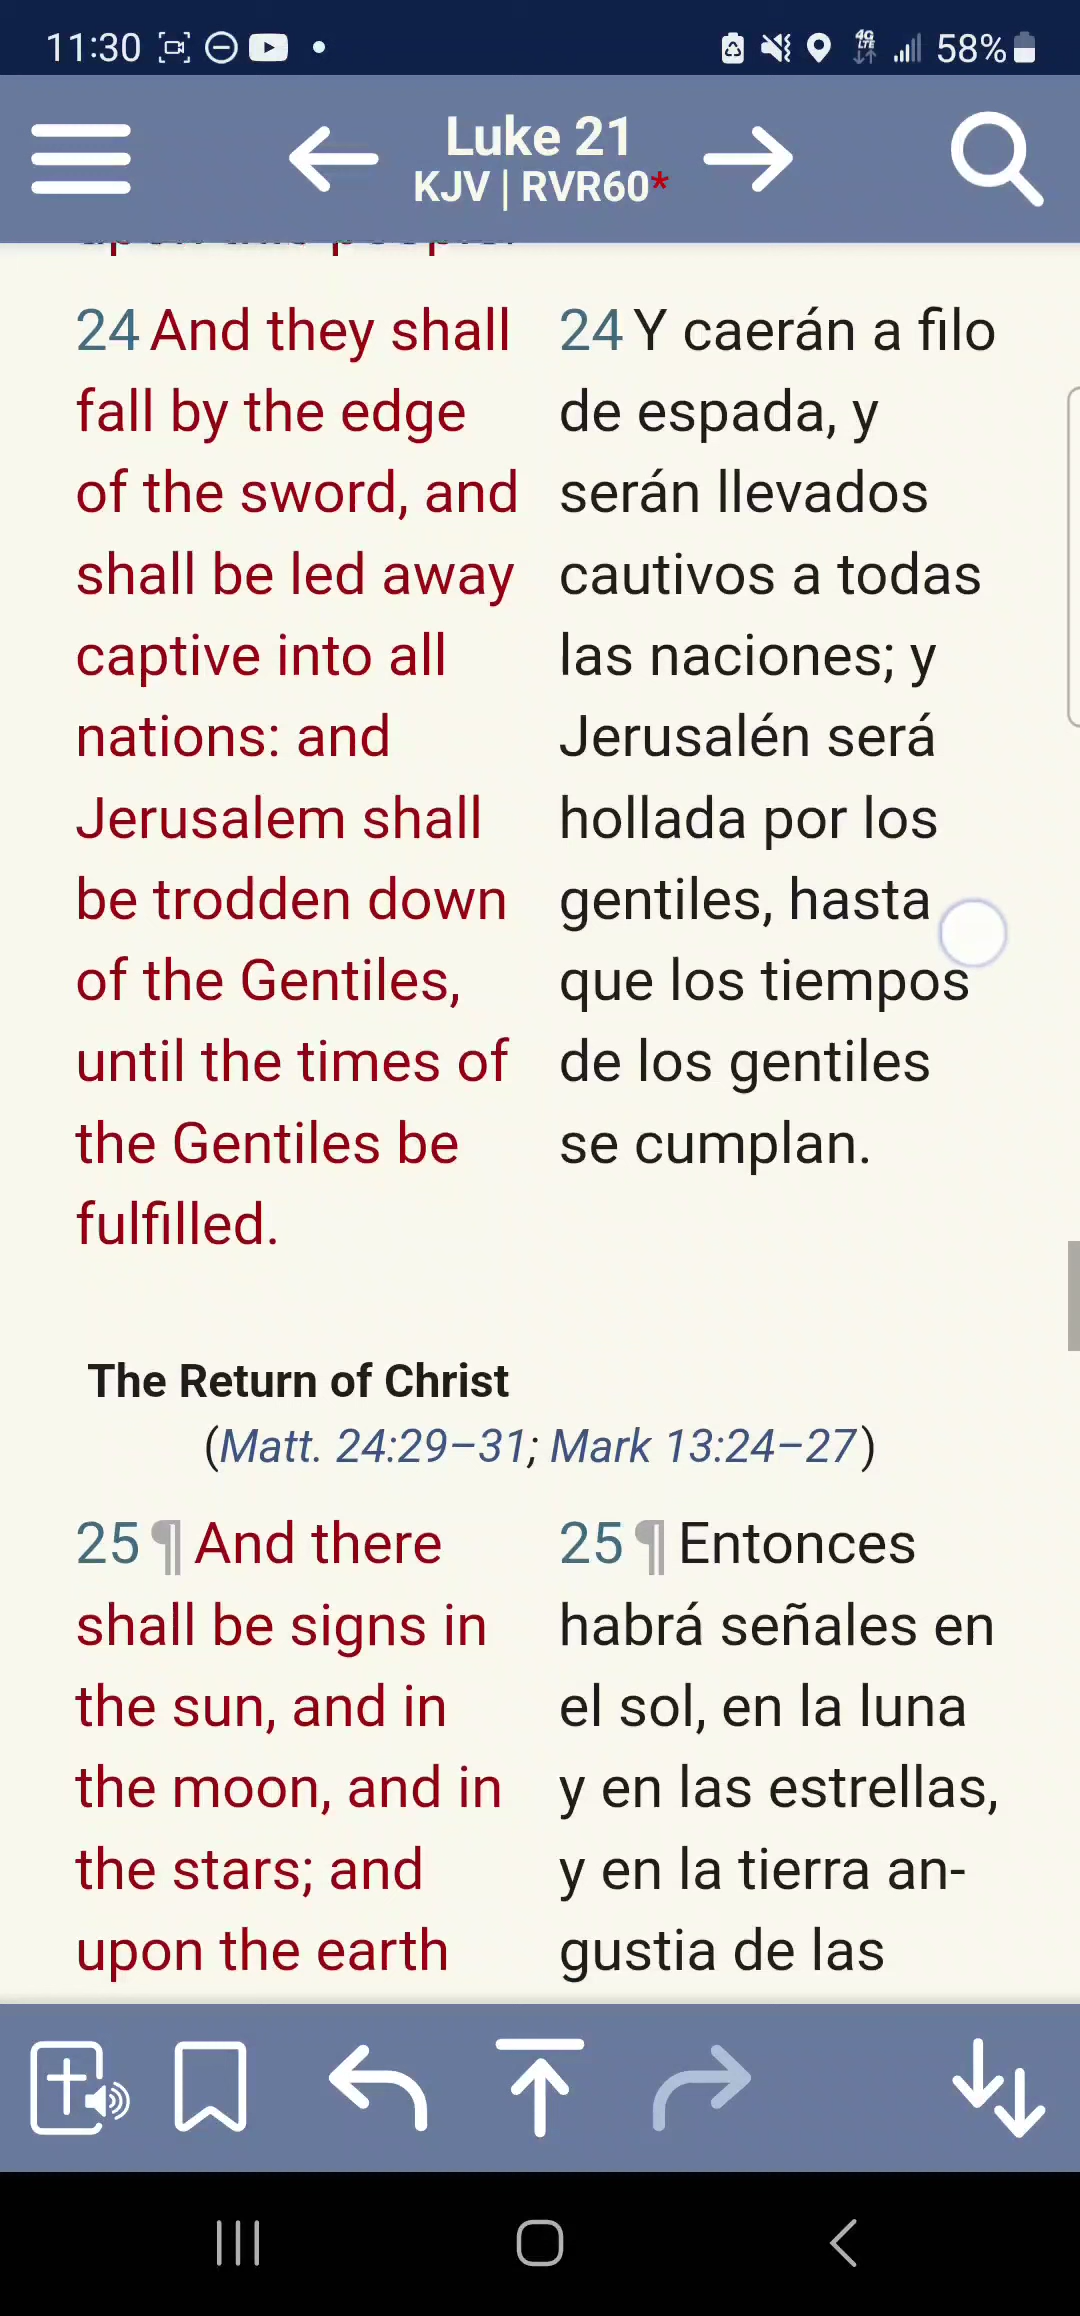 11:30
4G LTE 58%
Luke 21
KJV | RVR60*
24 And they shall
fall by the edge
of the sword, and
shall be led away
captive into all
nations: and
Jerusalem shall
be trodden down
of the Gentiles,
until the times of
the Gentiles be
fulfilled.
24 Y caerán a filo
de espada, y
serán llevados
cautivos a todas
las naciones; y
Jerusalén será
hollada por los
gentiles, hasta
que los tiempos
de los gentiles
se cumplan.
The Return of Christ
(Matt. 24:29–31; Mark 13:24–27)
25 ¶ And there
shall be signs in
the sun, and in
the moon, and in
the stars; and
upon the earth
25 ¶ Entonces
habrá señales en
el sol, en la luna
y en las estrellas,
y en la tierra an-
gustia de las